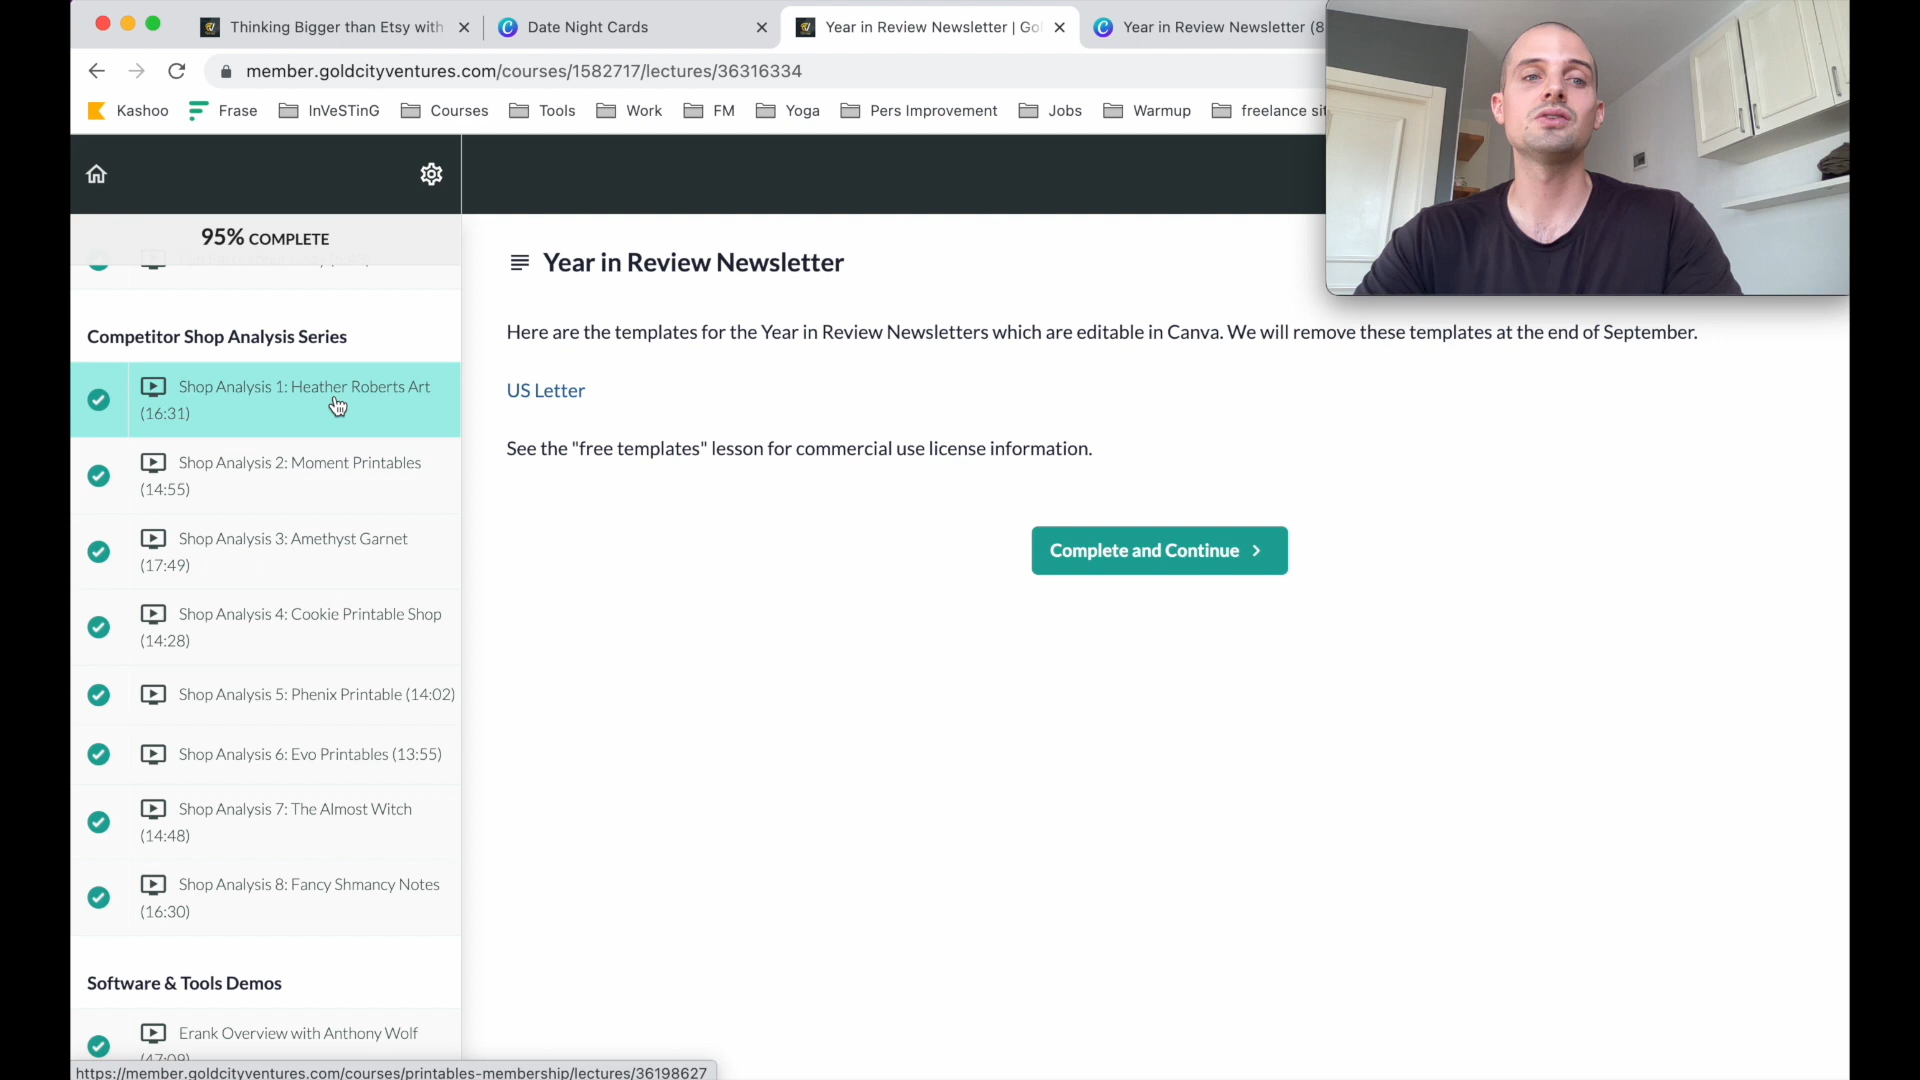 Thinking Bigger than Etsy with
Date Night Cards
Year in Review Newsletter | Go
Year in Review Newsletter (8
member.goldcityventures.com/courses/1582717/lectures/36316334
Kashoo
Frase
InVeSTinG
Courses
Tools
Work
FM
Yoga
Pers Improvement
Jobs
Warmup
freelance sit
95% COMPLETE
Competitor Shop Analysis Series
Shop Analysis 1: Heather Roberts Art
(16:31)
Shop Analysis 2: Moment Printables
(14:55)
Shop Analysis 3: Amethyst Garnet
(17:49)
Shop Analysis 4: Cookie Printable Shop
(14:28)
Shop Analysis 5: Phenix Printable (14:02)
Shop Analysis 6: Evo Printables (13:55)
Shop Analysis 7: The Almost Witch
(14:48)
Shop Analysis 8: Fancy Shmancy Notes
(16:30)
Software & Tools Demos
Erank Overview with Anthony Wolf
(47:09)
https://member.goldcityventures.com/courses/printables-membership/lectures/36198627
Year in Review Newsletter
Here are the templates for the Year in Review Newsletters which are editable in Canva. We will remove these templates at the end of September.
US Letter
See the "free templates" lesson for commercial use license information.
Complete and Continue